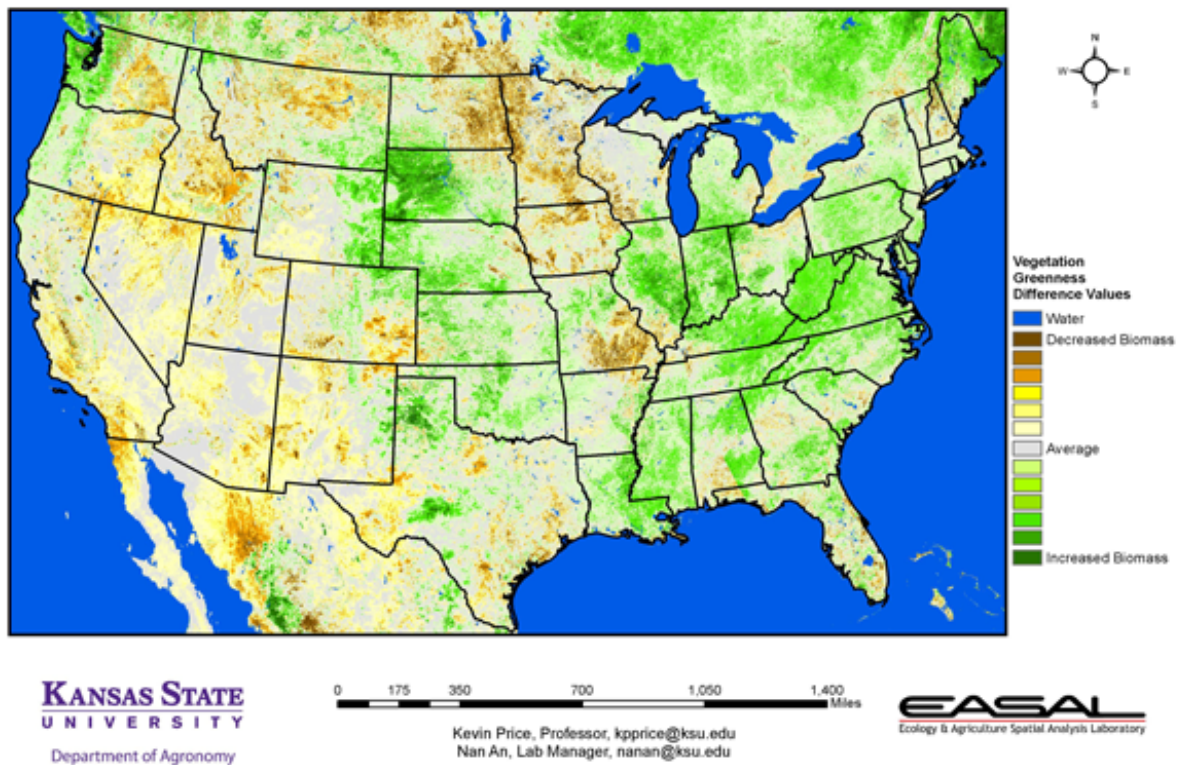 N
W E
S
Vegetation
Greenness
Difference Values
Water
Decreased Biomass
Average
Increased Biomass
KANSAS STATE
UNIVERSITY
Department of Agronomy
0 175 350 700 1,050 1,400
Miles
Kevin Price, Professor, kpprice@ksu.edu
Nan An, Lab Manager, nanan@ksu.edu
EASAL
Ecology & Agriculture Spatial Analysis Laboratory